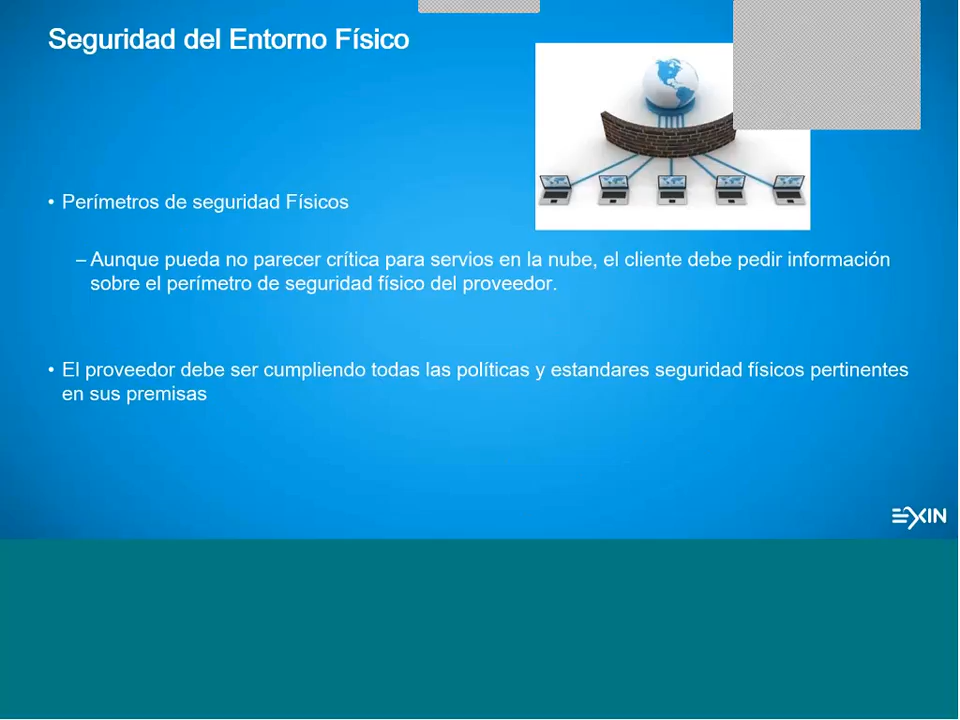 Seguridad del Entorno Físico
• Perímetros de seguridad Físicos
– Aunque pueda no parecer crítica para servios en la nube, el cliente debe pedir información
sobre el perímetro de seguridad físico del proveedor.
• El proveedor debe ser cumpliendo todas las políticas y estandares seguridad físicos pertinentes
en sus premisas
EXIN